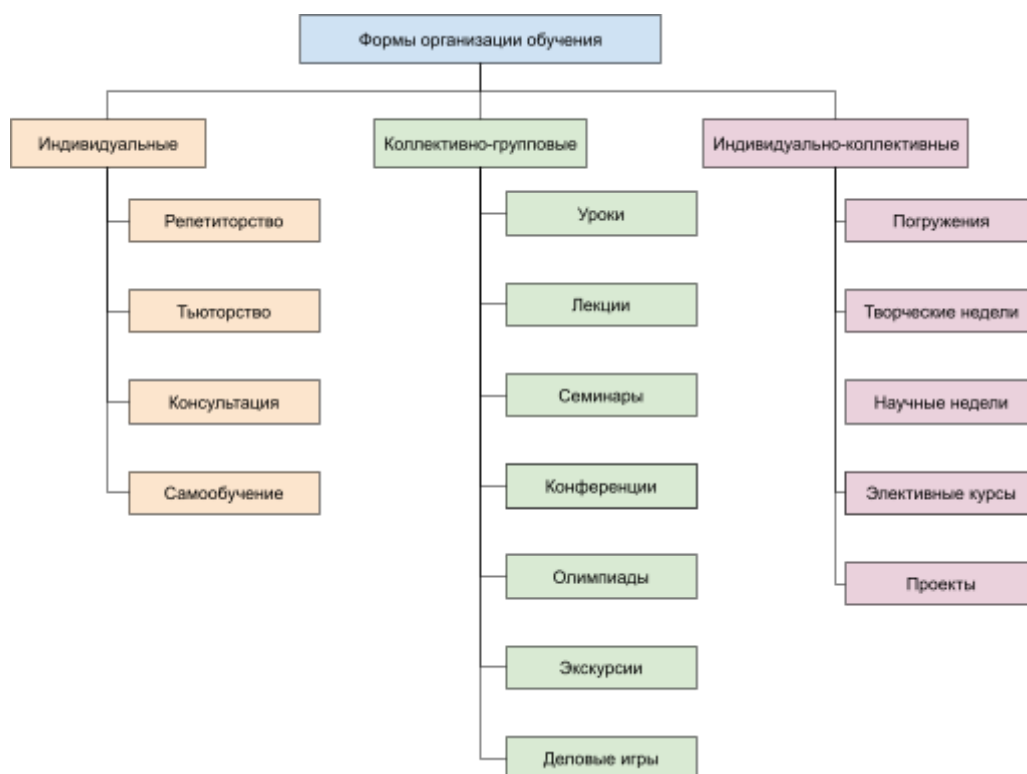 Формы организации обучения
Индивидуальные
Репетиторство
Тьюторство
Консультация
Самообучение
Коллективно-групповые
Уроки
Лекции
Семинары
Конференции
Олимпиады
Экскурсии
Деловые игры
Индивидуально-коллективные
Погружения
Творческие недели
Научные недели
Элективные курсы
Проекты